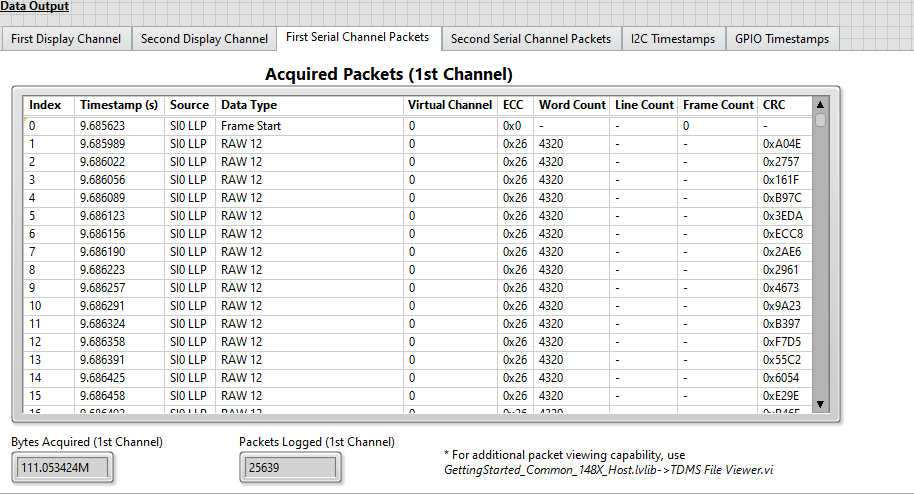 Data Output
First Display Channel Second Display Channel First Serial Channel Packets Second Serial Channel Packets I2C Timestamps GPIO Timestamps
Acquired Packets (1st Channel)
Index Timestamp (s) Source Data Type Virtual Channel ECC Word Count Line Count Frame Count CRC
0 9.685623 SI0 LLP Frame Start 0 0x0 - - 0 -
1 9.685989 SI0 LLP RAW 12 0 0x26 4320 - - 0xA04E
2 9.686022 SI0 LLP RAW 12 0 0x26 4320 - - 0x2757
3 9.686056 SI0 LLP RAW 12 0 0x26 4320 - - 0x161F
4 9.686089 SI0 LLP RAW 12 0 0x26 4320 - - 0xB97C
5 9.686123 SI0 LLP RAW 12 0 0x26 4320 - - 0x3EDA
6 9.686156 SI0 LLP RAW 12 0 0x26 4320 - - 0xECC8
7 9.686190 SI0 LLP RAW 12 0 0x26 4320 - - 0x2AE6
8 9.686223 SI0 LLP RAW 12 0 0x26 4320 - - 0x2961
9 9.686257 SI0 LLP RAW 12 0 0x26 4320 - - 0x4673
10 9.686291 SI0 LLP RAW 12 0 0x26 4320 - - 0x9A23
11 9.686324 SI0 LLP RAW 12 0 0x26 4320 - - 0xB397
12 9.686358 SI0 LLP RAW 12 0 0x26 4320 - - 0xF7D5
13 9.686391 SI0 LLP RAW 12 0 0x26 4320 - - 0x55C2
14 9.686425 SI0 LLP RAW 12 0 0x26 4320 - - 0x6054
15 9.686458 SI0 LLP RAW 12 0 0x26 4320 - - 0xE29E
Bytes Acquired (1st Channel) Packets Logged (1st Channel)
111.053424M 25639
* For additional packet viewing capability, use
GettingStarted_Common_148X_Host.lvlib->TDMS File Viewer.vi